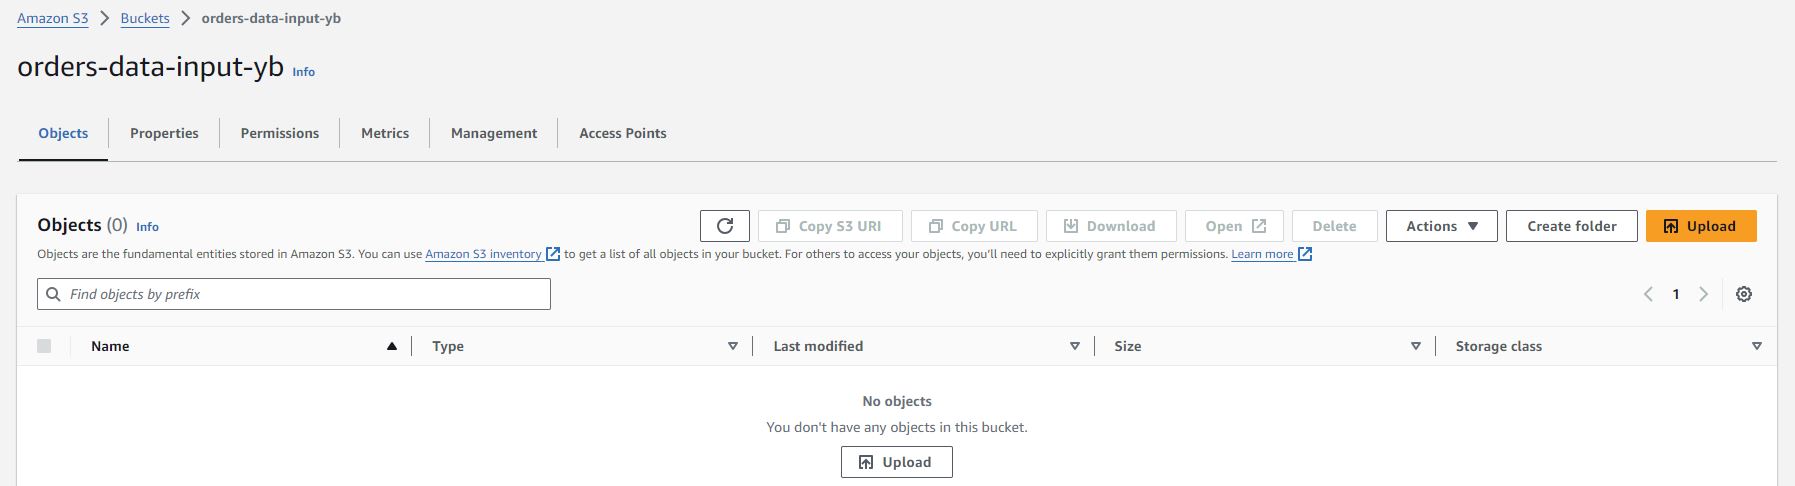 Amazon S3 > Buckets > orders-data-input-yb
orders-data-input-yb Info
Objects Properties Permissions Metrics Management Access Points
Objects (0) Info
Copy S3 URI Copy URL Download Open Delete Actions Create folder Upload
Objects are the fundamental entities stored in Amazon S3. You can use Amazon S3 inventory to get a list of all objects in your bucket. For others to access your objects, you'll need to explicitly grant them permissions. Learn more
Find objects by prefix
1
Name Type Last modified Size Storage class
No objects
You don't have any objects in this bucket.
Upload